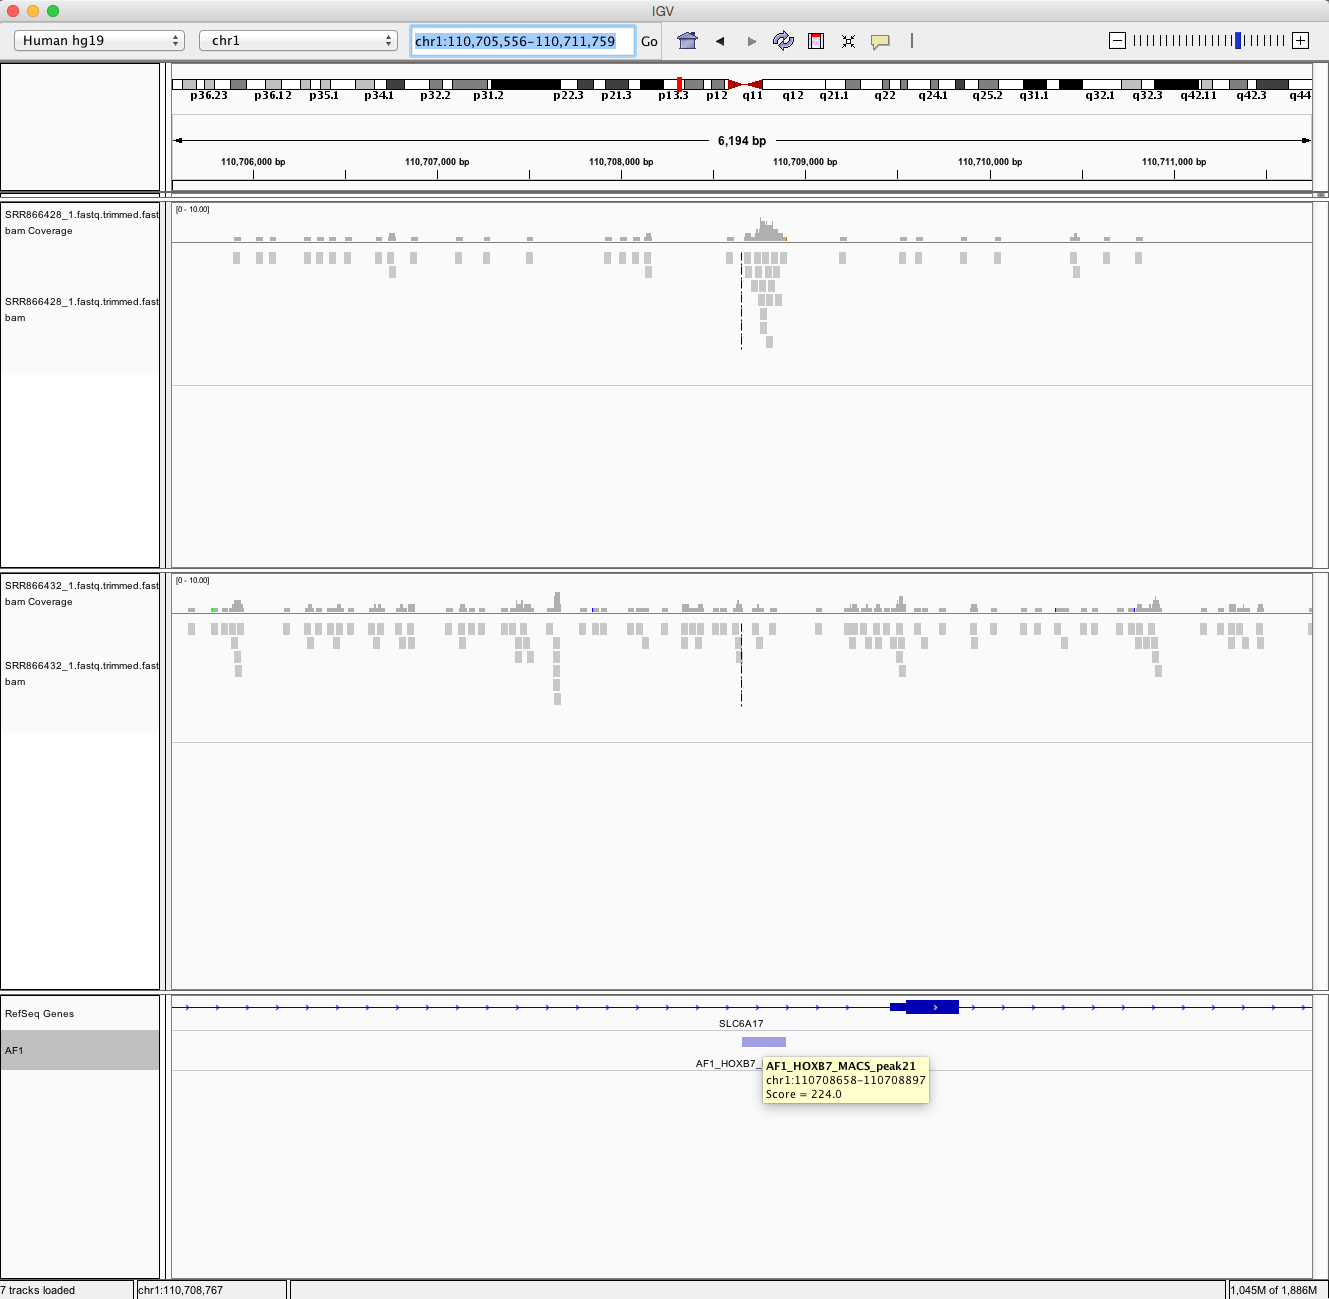 IGV
Human hg19 chr1 chr1:110,705,556-110,711,759 Go
p36.23 p36.12 p35.1 p34.1 p32.2 p31.2 p22.3 p21.3 p13.3 p12 q11 q12 q21.1 q22 q24.1 q25.2 q31.1 q32.1 q32.3 q42.11 q42.3 q44
6,194 bp
110,706,000 bp 110,707,000 bp 110,708,000 bp 110,709,000 bp 110,710,000 bp 110,711,000 bp
SRR866428_1.fastq.trimmed.fast
bam Coverage
[0 - 10.00]
SRR866428_1.fastq.trimmed.fast
bam
SRR866432_1.fastq.trimmed.fast
bam Coverage
[0 - 10.00]
SRR866432_1.fastq.trimmed.fast
bam
RefSeq Genes
SLC6A17
AF1
AF1_HOXB7_
AF1_HOXB7_MACS_peak21
chr1:110708658-110708897
Score = 224.0
7 tracks loaded chr1:110,708,767 1,045M of 1,886M